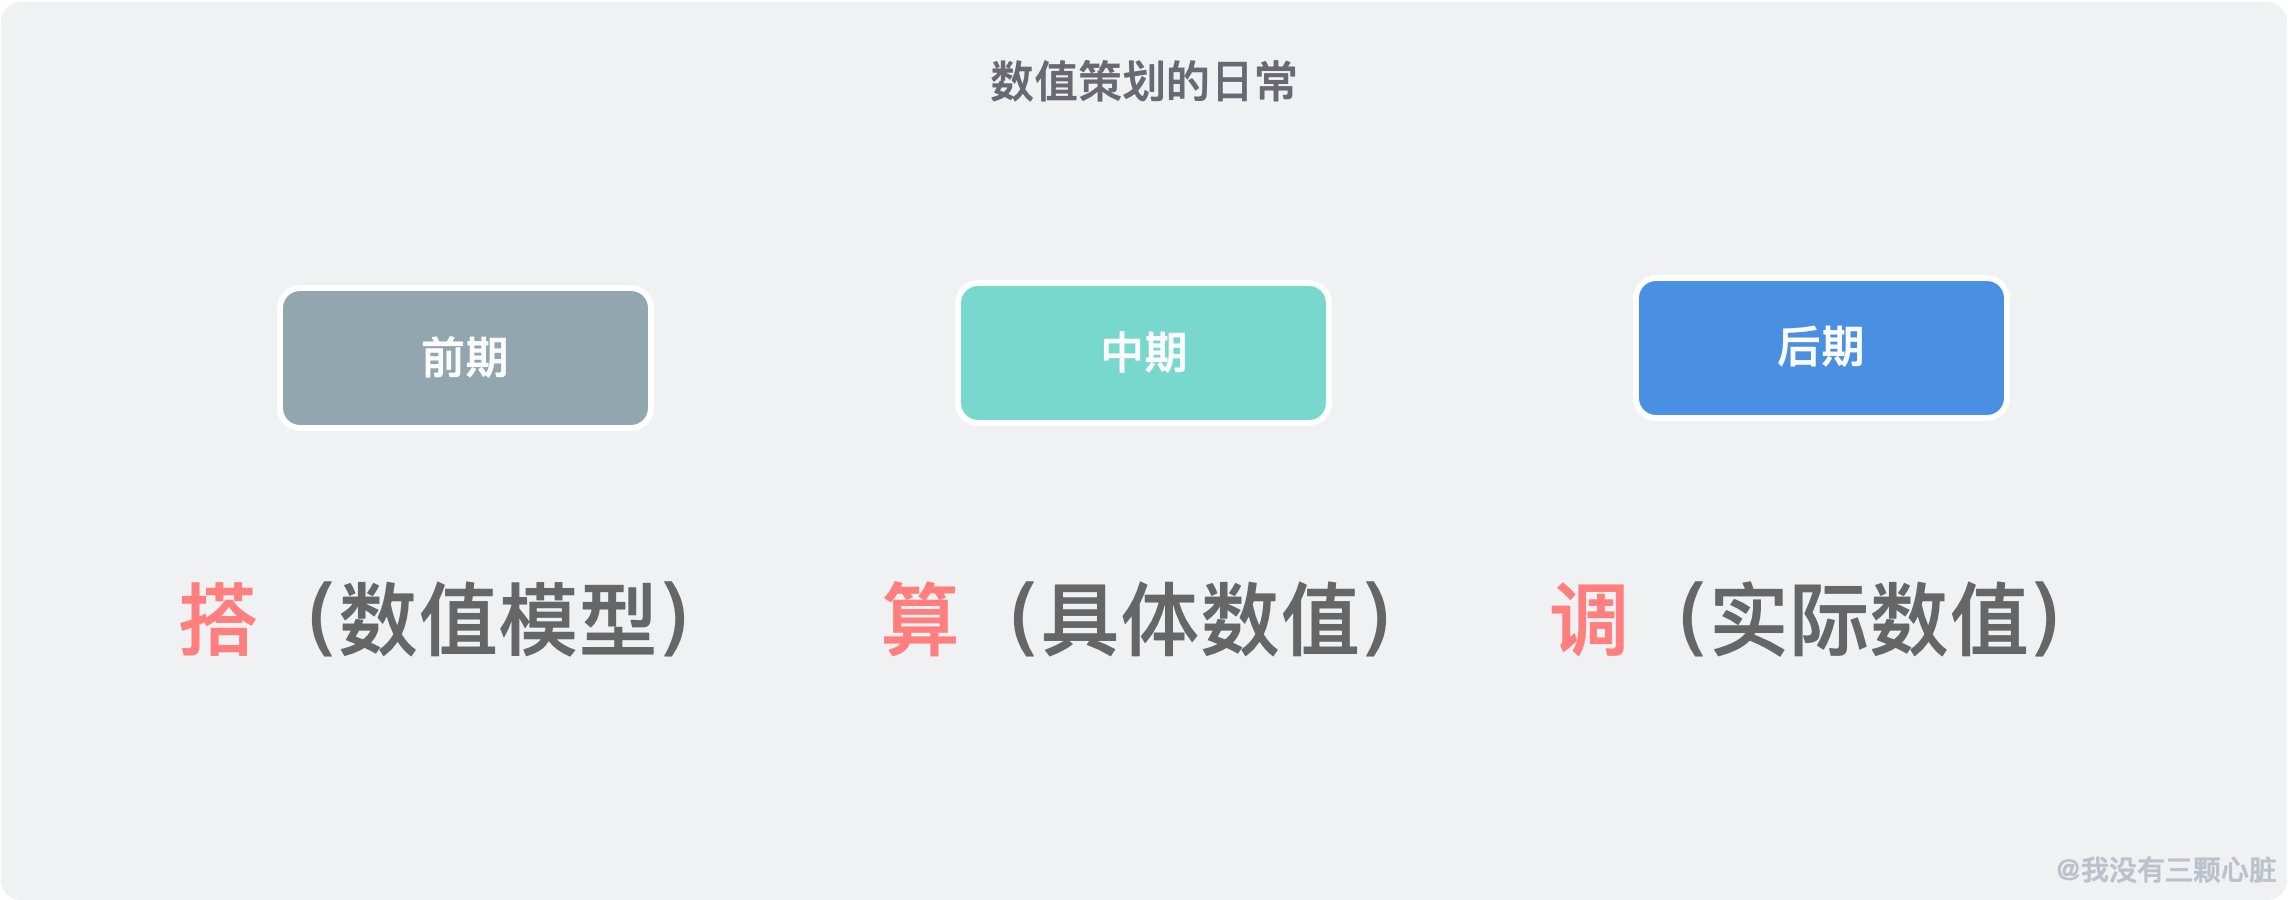 数值策划的日常
前期
中期
后期
搭（数值模型）
算（具体数值）
调（实际数值）
@我没有三颗心脏